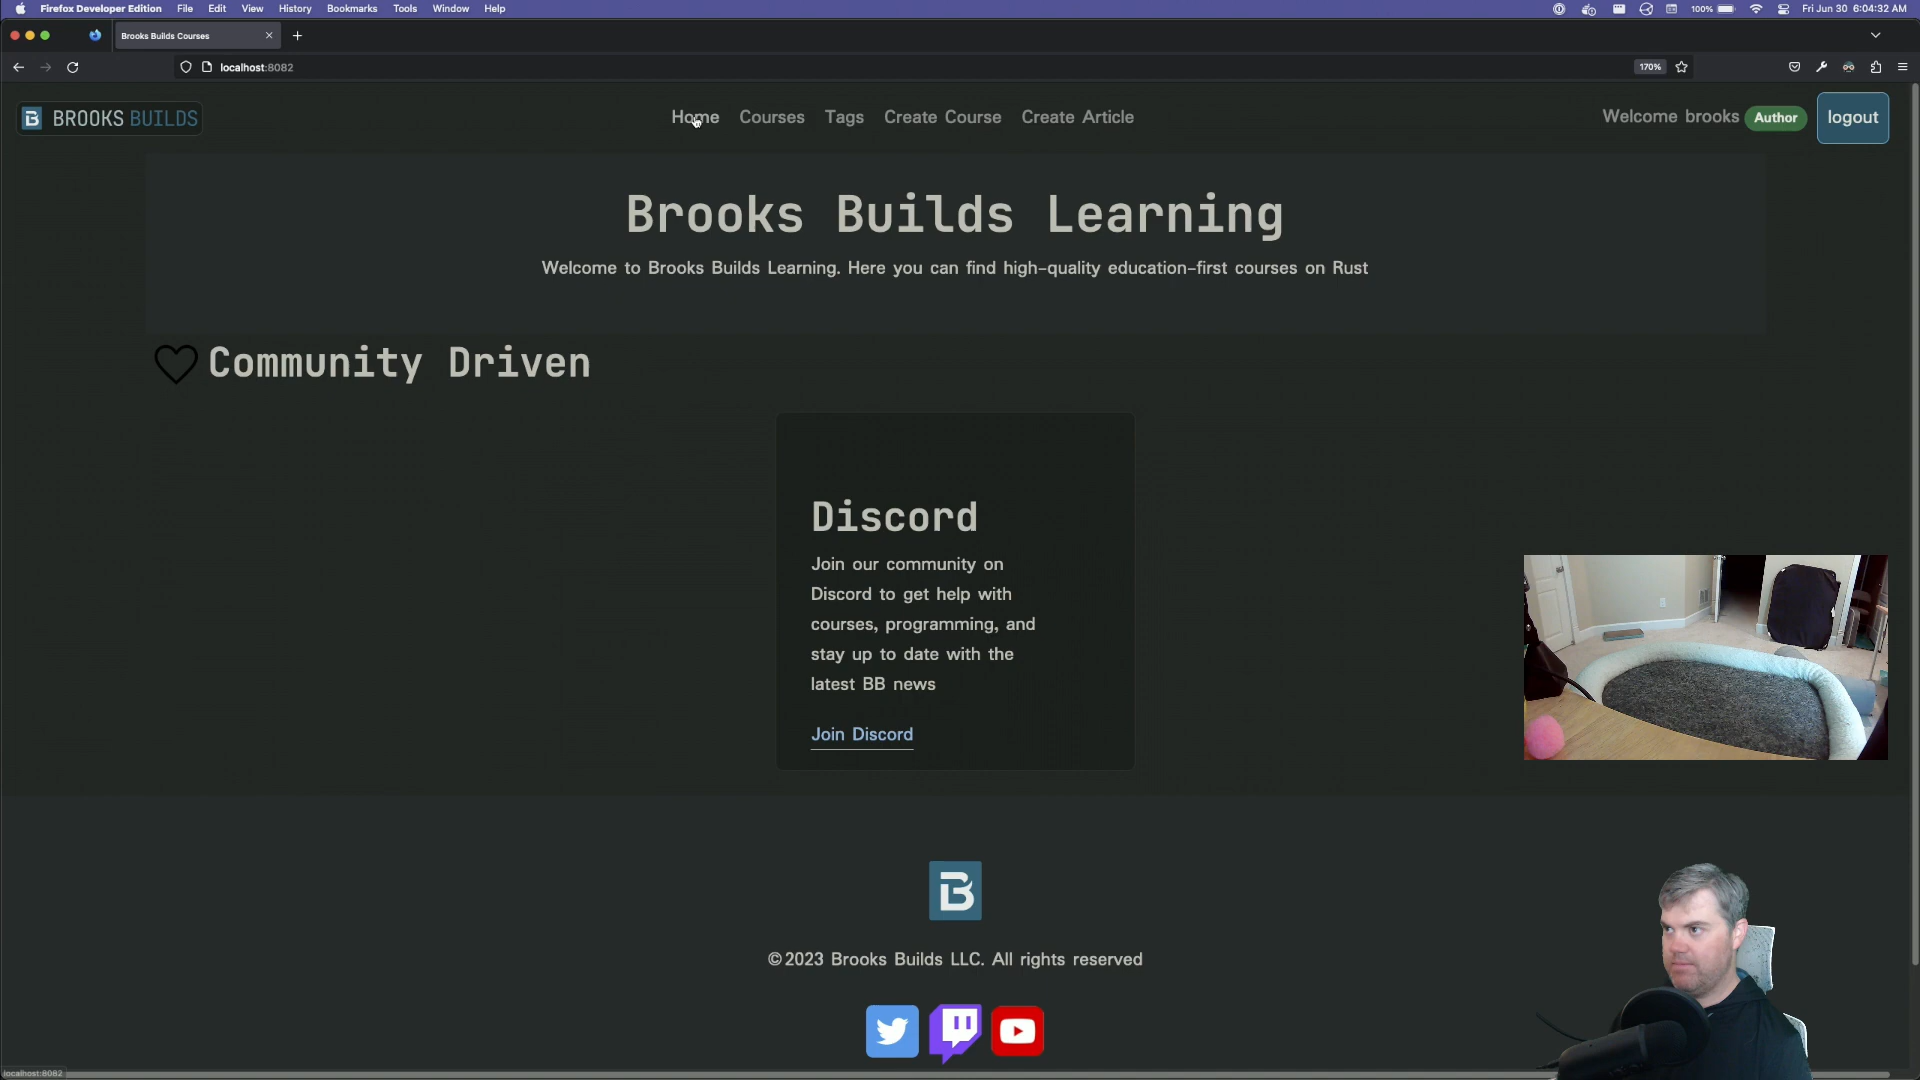 Firefox Developer Edition File Edit View History Bookmarks Tools Window Help
100% Fri Jun 30 6:04:32 AM
Brooks Builds Courses
localhost:8082
170%
B BROOKS BUILDS
Home Courses Tags Create Course Create Article
Welcome brooks Author logout
Brooks Builds Learning
Welcome to Brooks Builds Learning. Here you can find high-quality education-first courses on Rust
Community Driven
Discord
Join our community on
Discord to get help with
courses, programming, and
stay up to date with the
latest BB news
Join Discord
B
©2023 Brooks Builds LLC. All rights reserved
localhost:8082